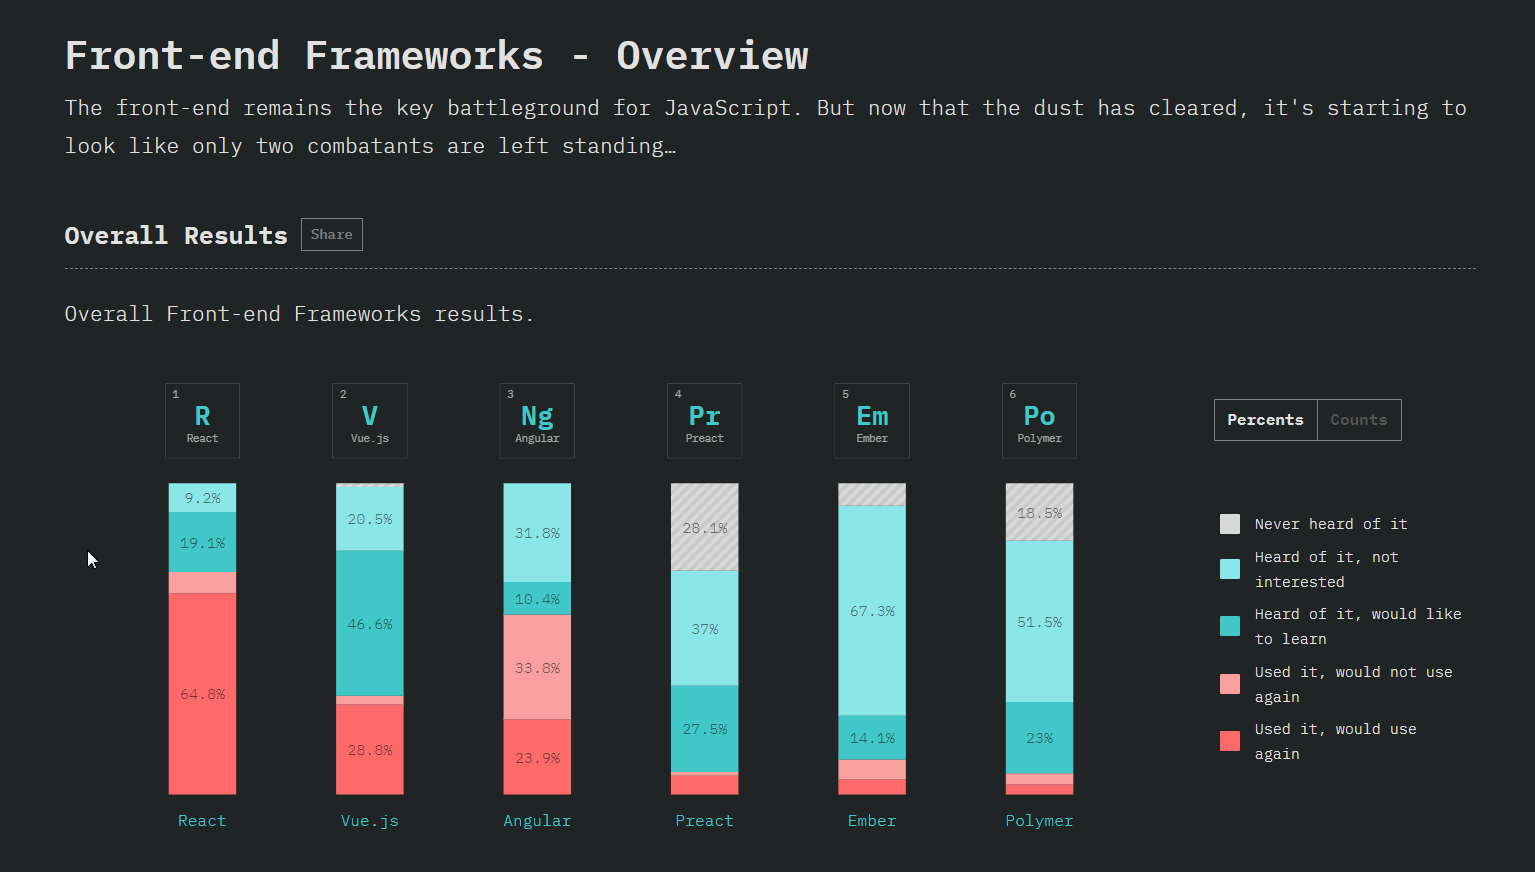 Front-end Frameworks - Overview
The front-end remains the key battleground for JavaScript. But now that the dust has cleared, it's starting to
look like only two combatants are left standing…
Overall Results Share
Overall Front-end Frameworks results.
1
R
React
2
V
Vue.js
3
Ng
Angular
4
Pr
Preact
5
Em
Ember
6
Po
Polymer
Percents Counts
9.2%
19.1%
64.8%
React
20.5%
46.6%
28.8%
Vue.js
31.8%
10.4%
33.8%
23.9%
Angular
28.1%
37%
27.5%
Preact
67.3%
14.1%
Ember
18.5%
51.5%
23%
Polymer
Never heard of it
Heard of it, not
interested
Heard of it, would like
to learn
Used it, would not use
again
Used it, would use
again